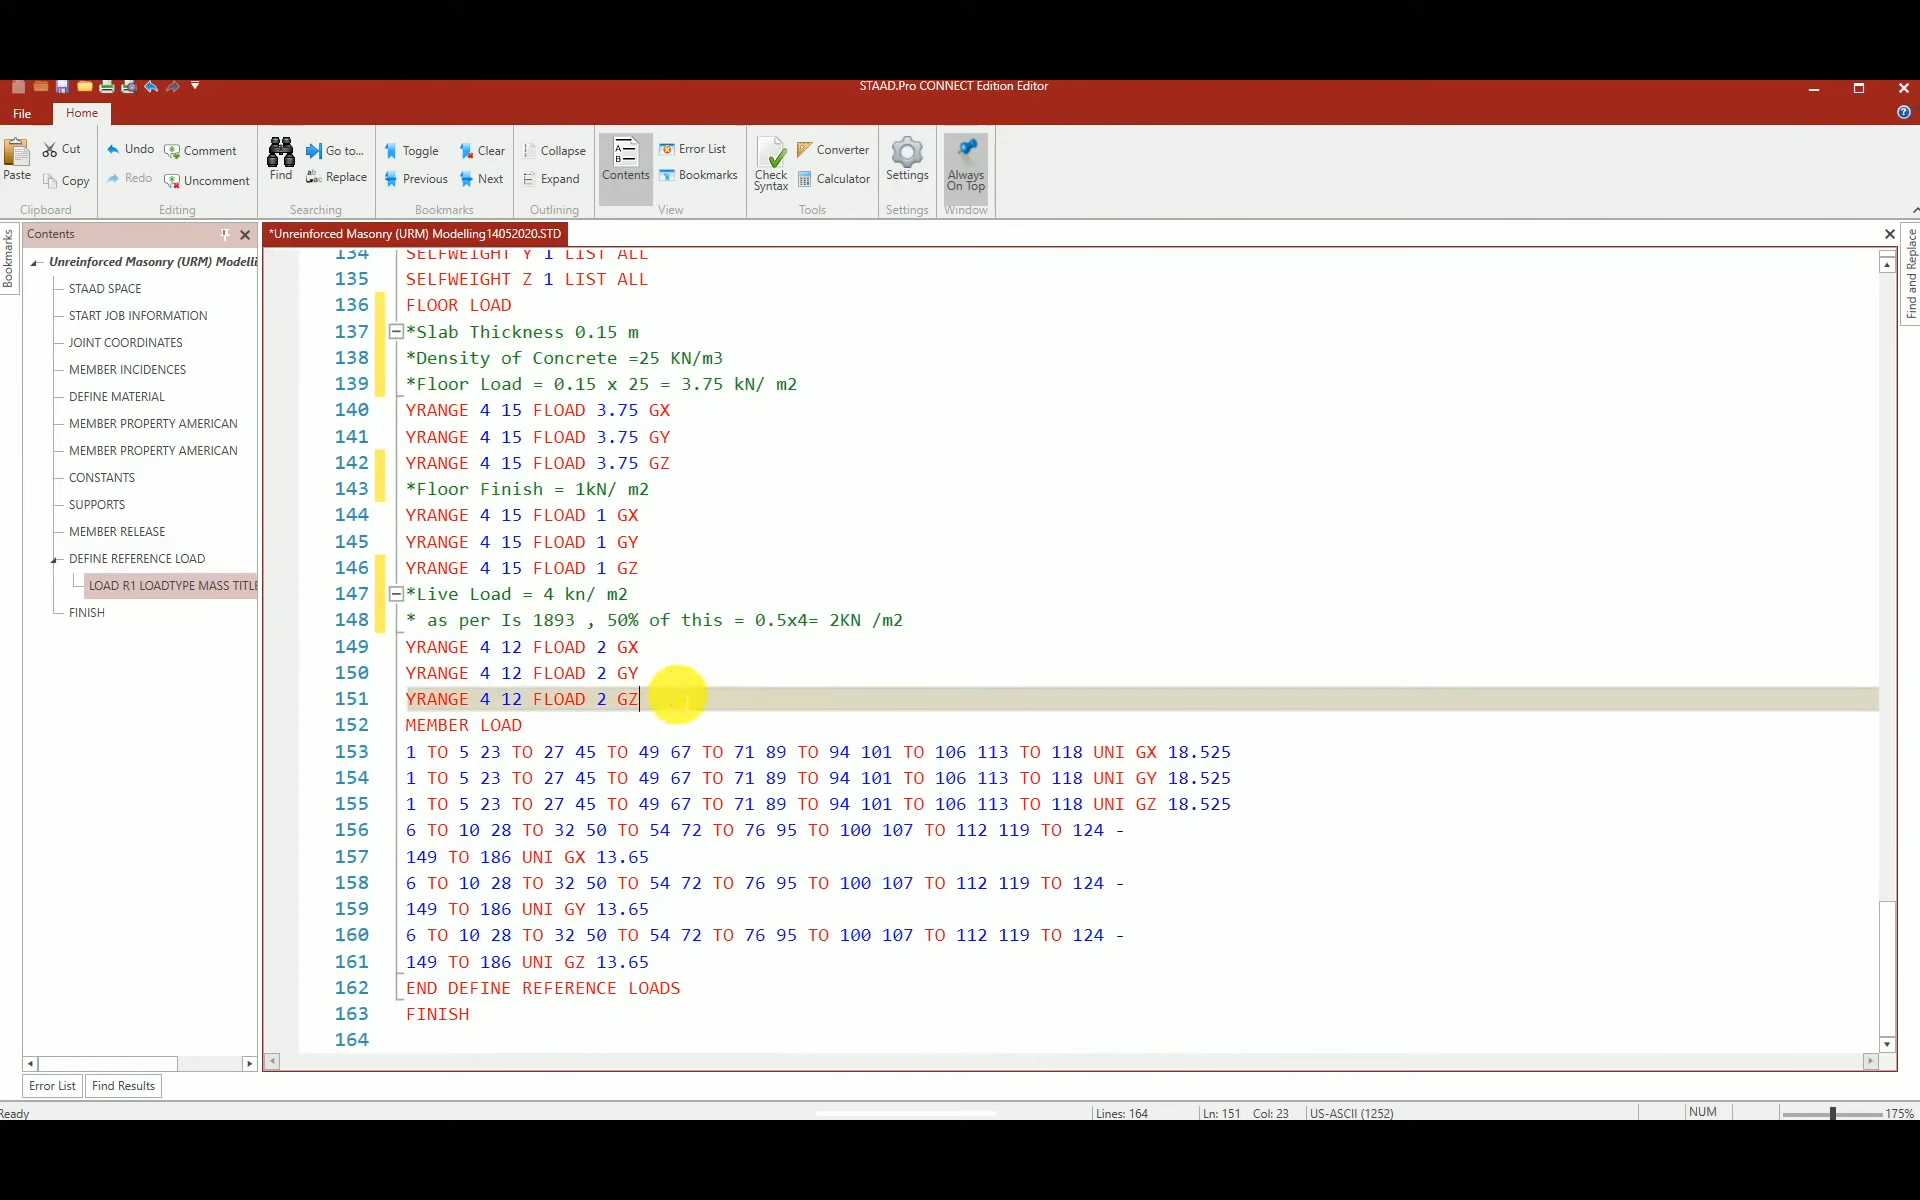 STAAD.Pro CONNECT Edition Editor
File Home
Paste Cut Copy Clipboard
Undo Redo Comment Uncomment Editing
Find Go to... Replace Searching
Toggle Previous Clear Next Bookmarks
Collapse Expand Outlining
Contents Error List Bookmarks View
Check Syntax Converter Calculator Tools
Settings Settings
Always On Top Window
Bookmarks
Find and Replace
Contents
Unreinforced Masonry (URM) Modelli
STAAD SPACE
START JOB INFORMATION
JOINT COORDINATES
MEMBER INCIDENCES
DEFINE MATERIAL
MEMBER PROPERTY AMERICAN
MEMBER PROPERTY AMERICAN
CONSTANTS
SUPPORTS
MEMBER RELEASE
DEFINE REFERENCE LOAD
LOAD R1 LOADTYPE MASS TITLE
FINISH
*Unreinforced Masonry (URM) Modelling14052020.STD
134 SELFWEIGHT Y 1 LIST ALL
135 SELFWEIGHT Z 1 LIST ALL
136 FLOOR LOAD
137 *Slab Thickness 0.15 m
138 *Density of Concrete =25 KN/m3
139 *Floor Load = 0.15 x 25 = 3.75 kN/ m2
140 YRANGE 4 15 FLOAD 3.75 GX
141 YRANGE 4 15 FLOAD 3.75 GY
142 YRANGE 4 15 FLOAD 3.75 GZ
143 *Floor Finish = 1kN/ m2
144 YRANGE 4 15 FLOAD 1 GX
145 YRANGE 4 15 FLOAD 1 GY
146 YRANGE 4 15 FLOAD 1 GZ
147 *Live Load = 4 kn/ m2
148 * as per Is 1893 , 50% of this = 0.5x4= 2KN /m2
149 YRANGE 4 12 FLOAD 2 GX
150 YRANGE 4 12 FLOAD 2 GY
151 YRANGE 4 12 FLOAD 2 GZ
152 MEMBER LOAD
153 1 TO 5 23 TO 27 45 TO 49 67 TO 71 89 TO 94 101 TO 106 113 TO 118 UNI GX 18.525
154 1 TO 5 23 TO 27 45 TO 49 67 TO 71 89 TO 94 101 TO 106 113 TO 118 UNI GY 18.525
155 1 TO 5 23 TO 27 45 TO 49 67 TO 71 89 TO 94 101 TO 106 113 TO 118 UNI GZ 18.525
156 6 TO 10 28 TO 32 50 TO 54 72 TO 76 95 TO 100 107 TO 112 119 TO 124 -
157 149 TO 186 UNI GX 13.65
158 6 TO 10 28 TO 32 50 TO 54 72 TO 76 95 TO 100 107 TO 112 119 TO 124 -
159 149 TO 186 UNI GY 13.65
160 6 TO 10 28 TO 32 50 TO 54 72 TO 76 95 TO 100 107 TO 112 119 TO 124 -
161 149 TO 186 UNI GZ 13.65
162 END DEFINE REFERENCE LOADS
163 FINISH
164
Error List Find Results
Ready Lines: 164 Ln: 151 Col: 23 US-ASCII (1252) NUM 175%